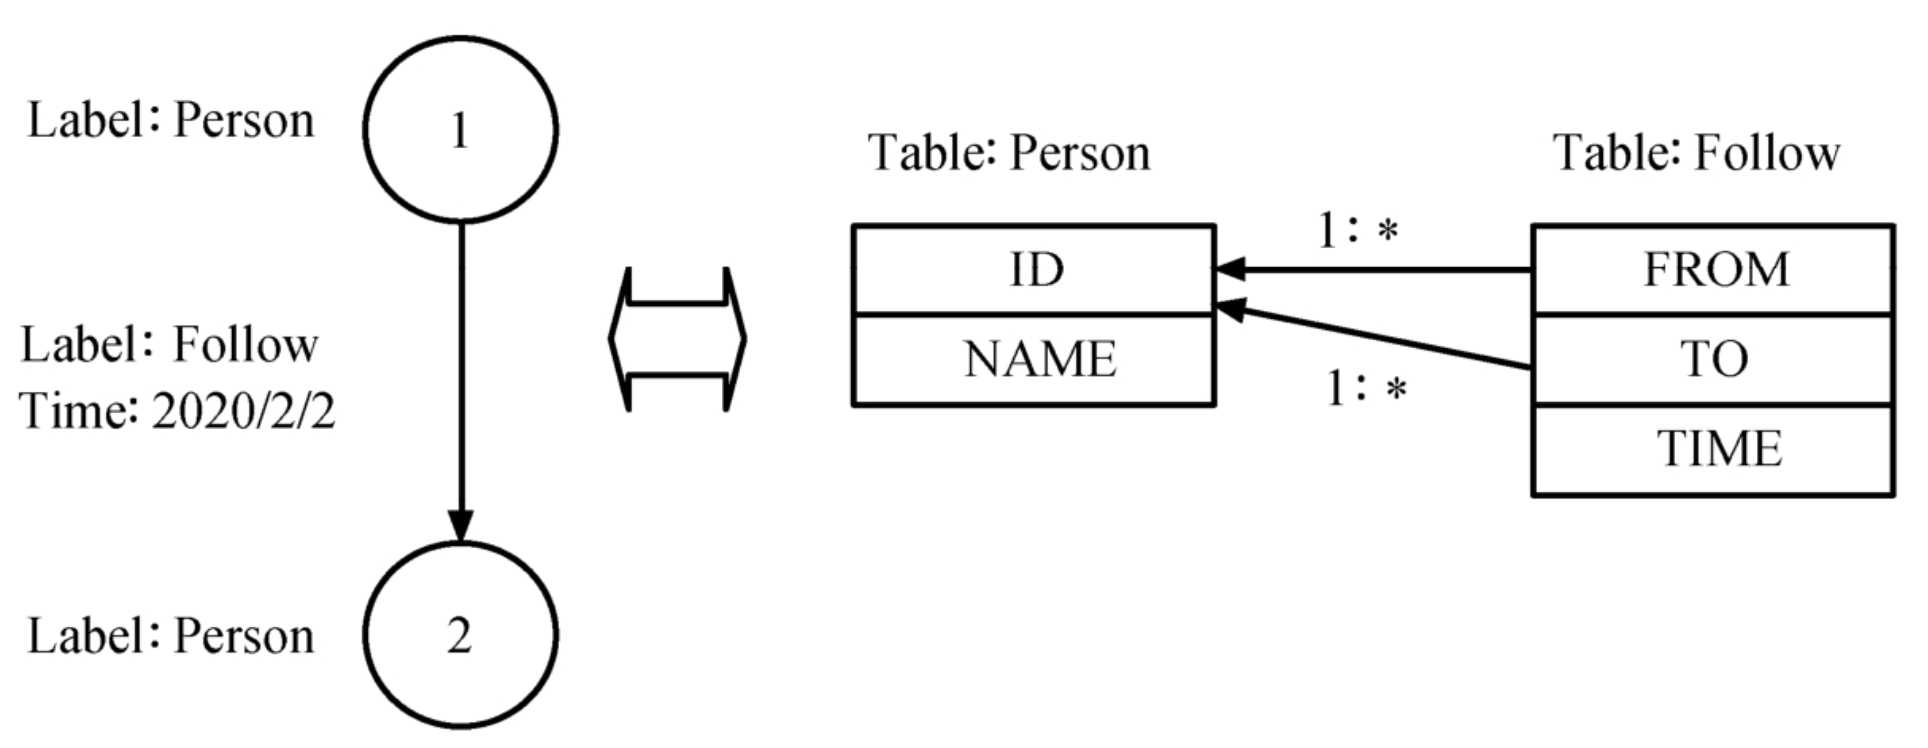 Label: Person
1
Label: Follow
Time: 2020/2/2
Label: Person
2
Table: Person
ID
NAME
1: *
1: *
Table: Follow
FROM
TO
TIME